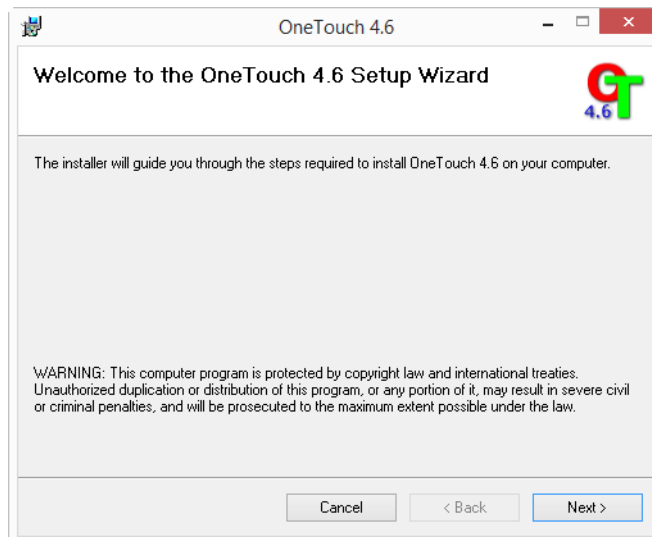 OneTouch 4.6
Welcome to the OneTouch 4.6 Setup Wizard
OT
4.6
The installer will guide you through the steps required to install OneTouch 4.6 on your computer.
WARNING: This computer program is protected by copyright law and international treaties.
Unauthorized duplication or distribution of this program, or any portion of it, may result in severe civil
or criminal penalties, and will be prosecuted to the maximum extent possible under the law.
Cancel
< Back
Next >